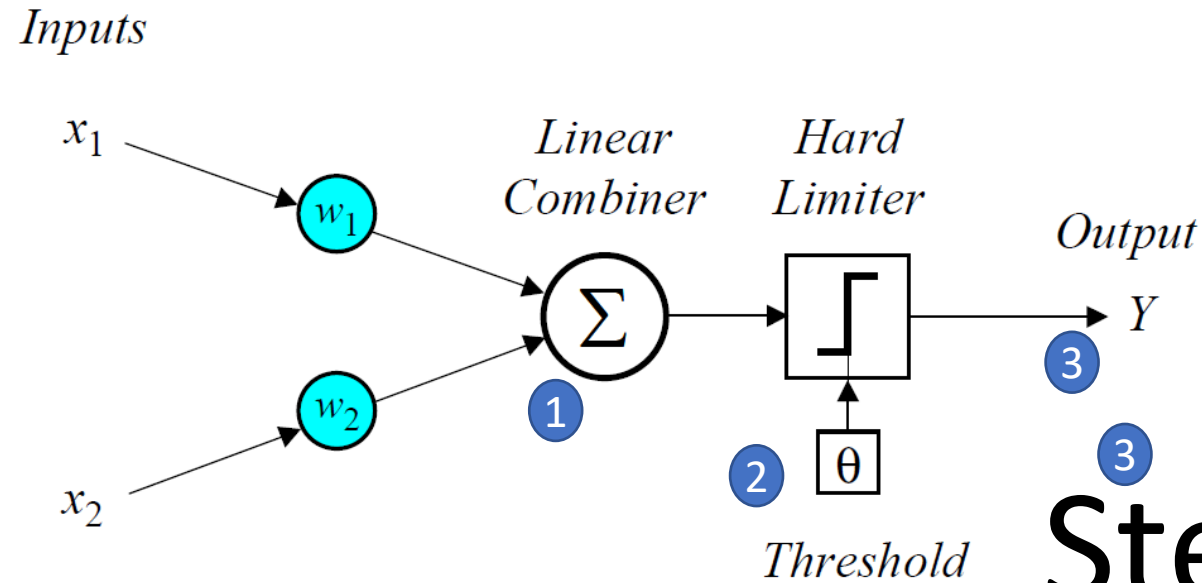 Inputs
x1
Linear
Combiner
Hard
Limiter
w1
Output
Σ
Y
3
w2
1
θ
2
3
x2
Threshold
Ste